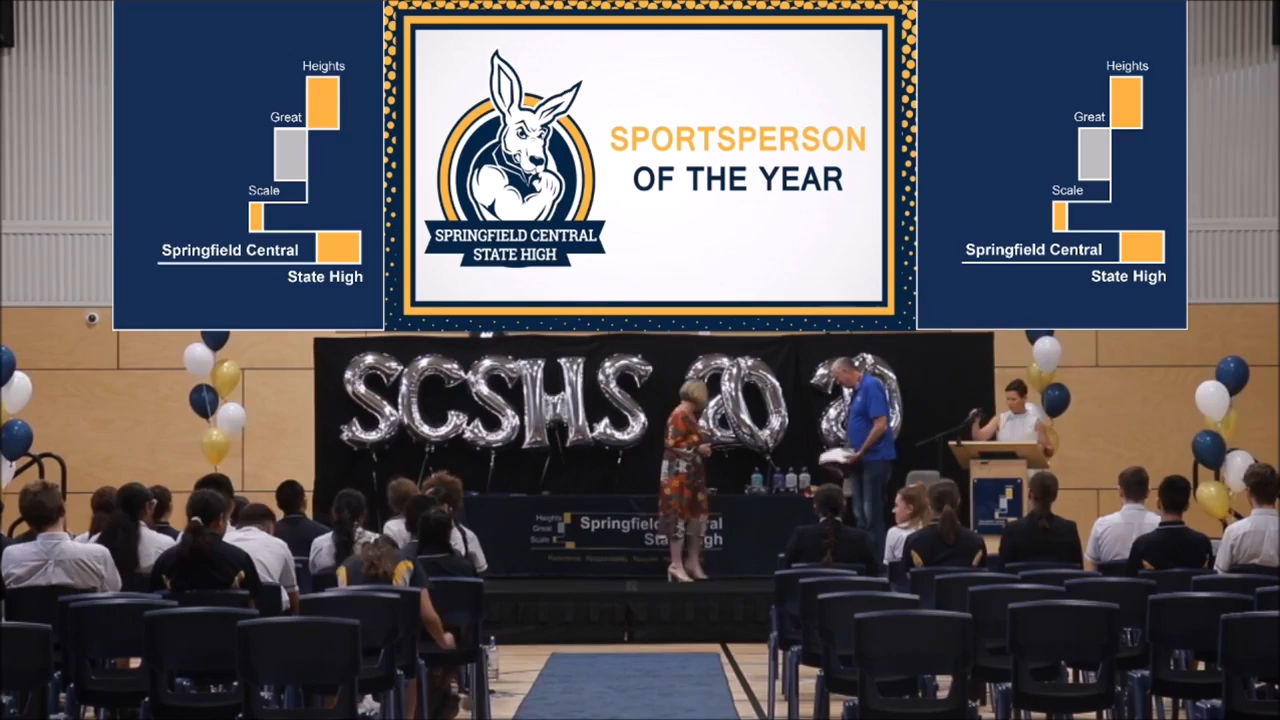 Heights
Great
Scale
Springfield Central
State High
SPORTSPERSON
OF THE YEAR
SPRINGFIELD CENTRAL
STATE HIGH
Heights
Great
Scale
Springfield Central
State High
SCSHS 2020
Heights
Great
Scale
Springfield Central
State High